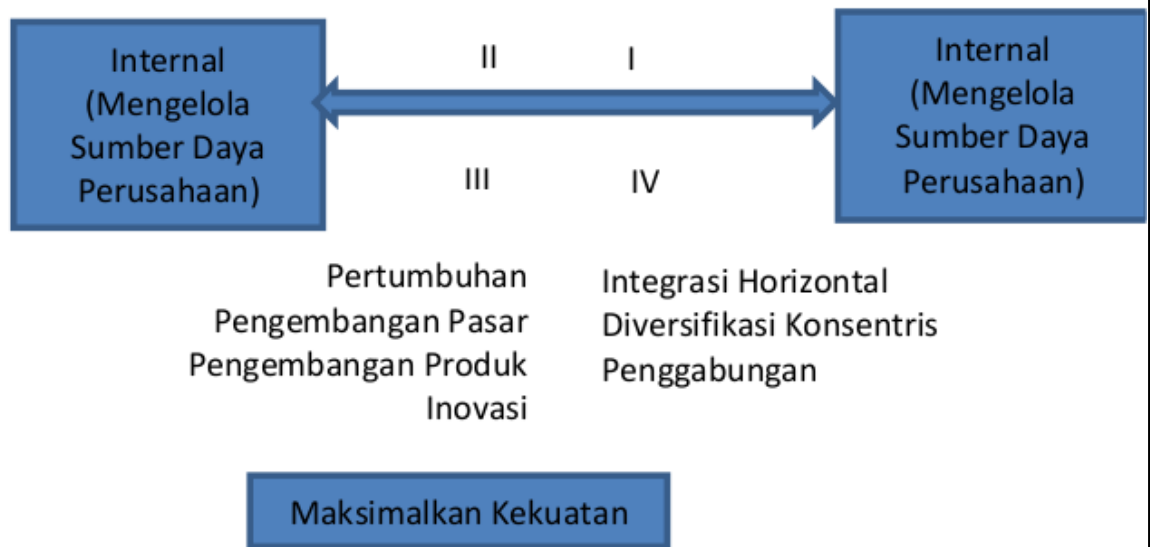 Internal
(Mengelola
Sumber Daya
Perusahaan)
II
I
Internal
(Mengelola
Sumber Daya
Perusahaan)
III
IV
Pertumbuhan
Pengembangan Pasar
Pengembangan Produk
Inovasi
Integrasi Horizontal
Diversifikasi Konsentris
Penggabungan
Maksimalkan Kekuatan